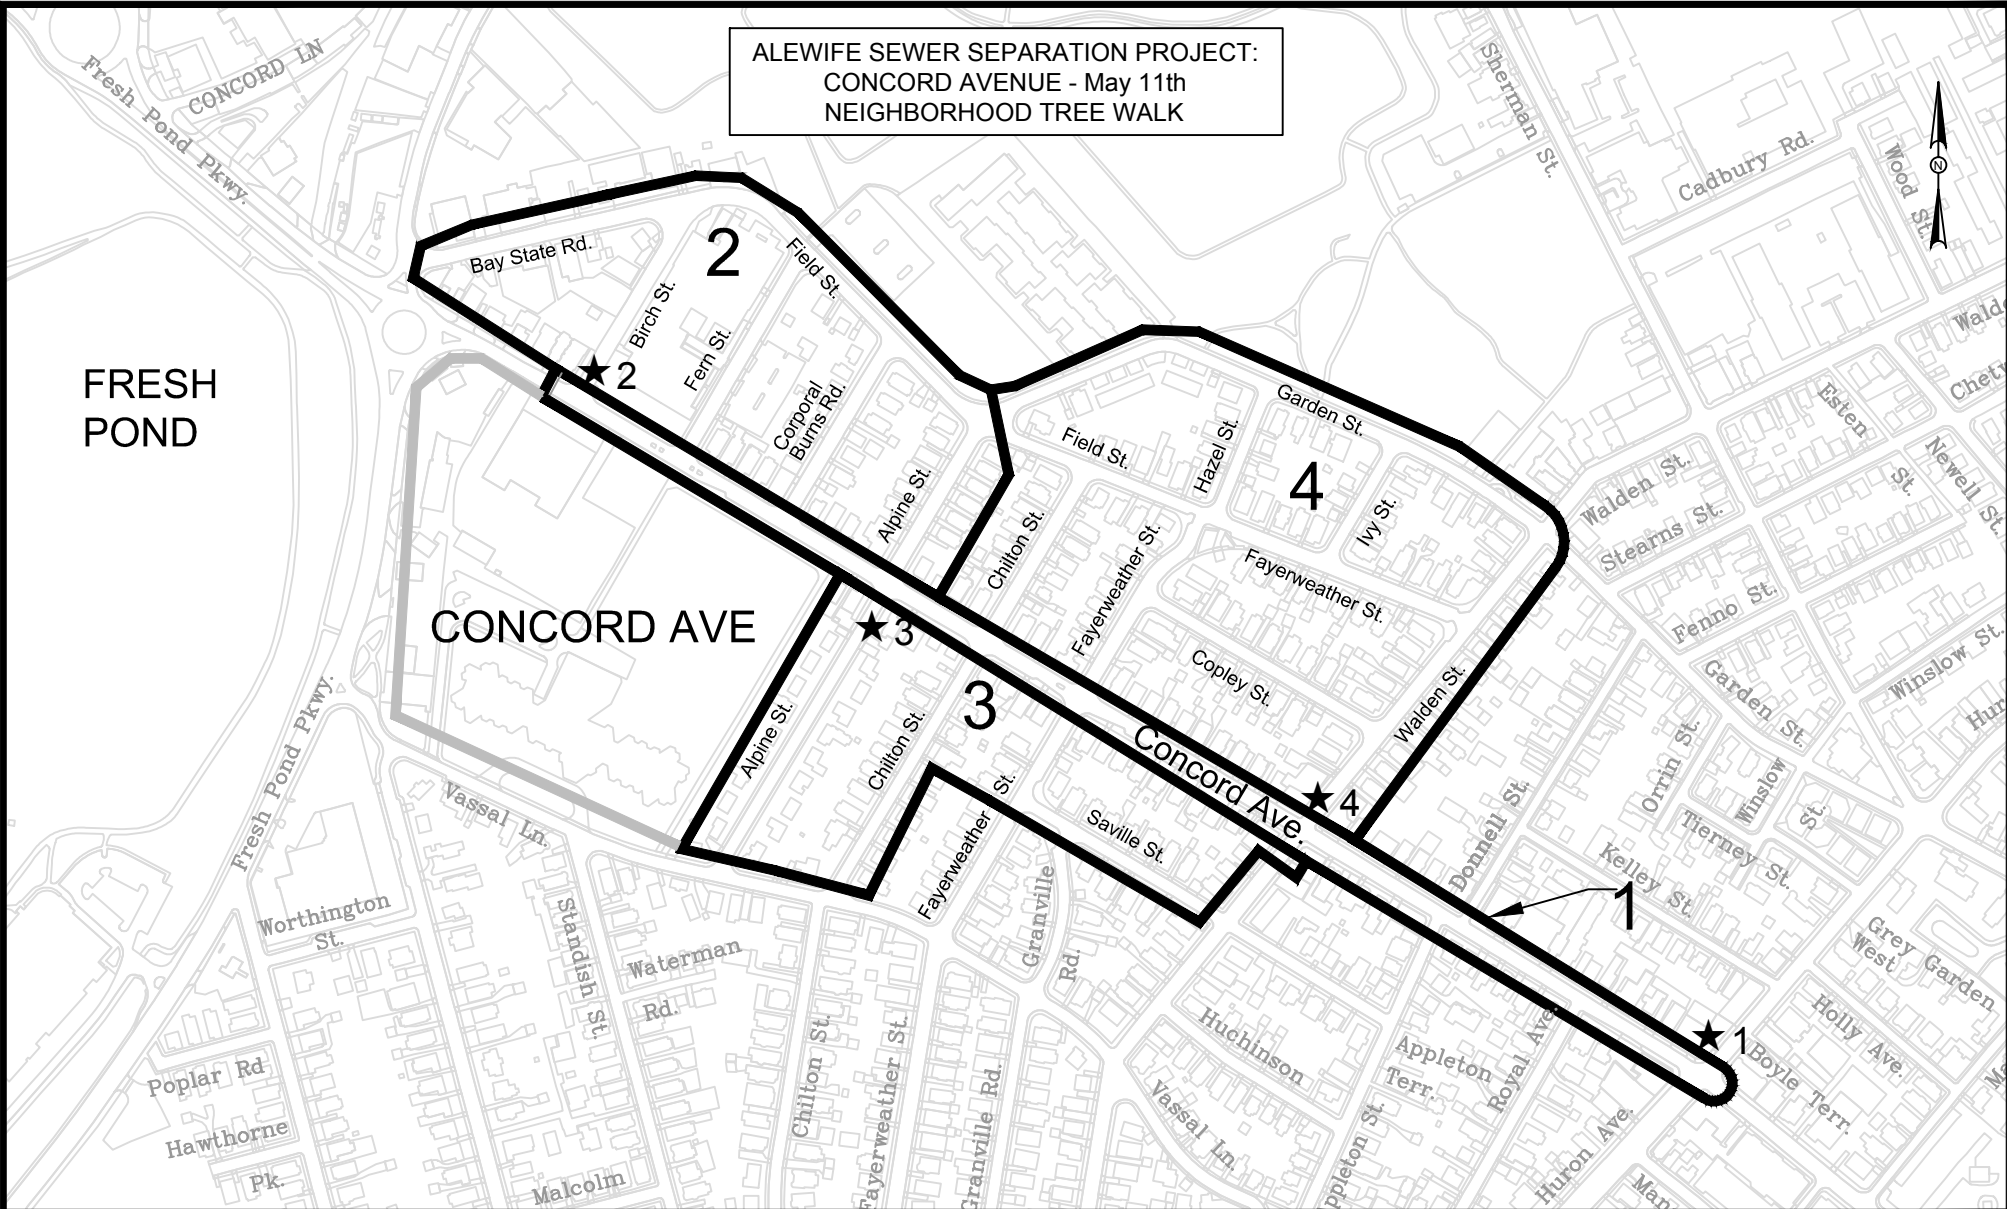 ALEWIFE SEWER SEPARATION PROJECT:
CONCORD AVENUE - May 11th
NEIGHBORHOOD TREE WALK
CONCORD LN
Fresh Pond Pkwy.
Sherman St.
Cadbury Rd.
Wood St.
N
Bay State Rd.
2
Field St.
Birch St.
Fern St.
★2
Corporal
Burns Rd.
Alpine St.
FRESH
POND
Garden St.
Field St.
Hazel St.
4
Ivy St.
Chilton St.
Fayerweather St.
Fayerweather St.
Copley St.
Walden St.
Walden St.
Stearns St.
Esten
St.
Newell St.
Fenno St.
Winslow St.
Garden St.
CONCORD AVE
★3
3
Alpine St.
Chilton St.
Fayerweather St.
Saville St.
Concord Ave.
★4
Donnell St.
Orrin St.
Winslow
St.
Tierney St.
Kelley St.
1
Grey Garden
West
Holly Ave.
★1
Boyle Terr.
Fresh Pond Pkwy.
Vassal Ln.
Worthington
St.
Standish St.
Waterman
Rd.
Granville
Rd.
Poplar Rd
Hawthorne
Pk.
Malcolm
Chilton St.
Fayerweather St.
Granville Rd.
Huchinson
Vassal Ln.
Appleton
Terr.
Royal Ave.
Huron Ave.